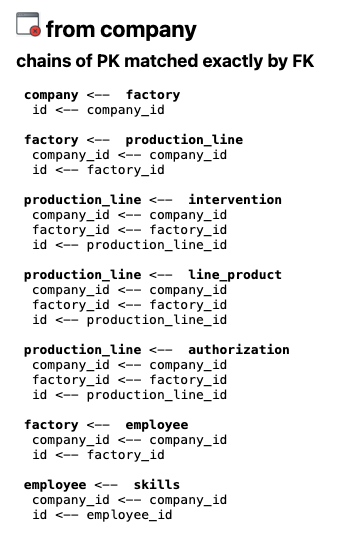 from company
chains of PK matched exactly by FK
company <-- factory
id <-- company_id
factory <-- production_line
company_id <-- company_id
id <-- factory_id
production_line <-- intervention
company_id <-- company_id
factory_id <-- factory_id
id <-- production_line_id
production_line <-- line_product
company_id <-- company_id
factory_id <-- factory_id
id <-- production_line_id
production_line <-- authorization
company_id <-- company_id
factory_id <-- factory_id
id <-- production_line_id
factory <-- employee
company_id <-- company_id
id <-- factory_id
employee <-- skills
company_id <-- company_id
id <-- employee_id